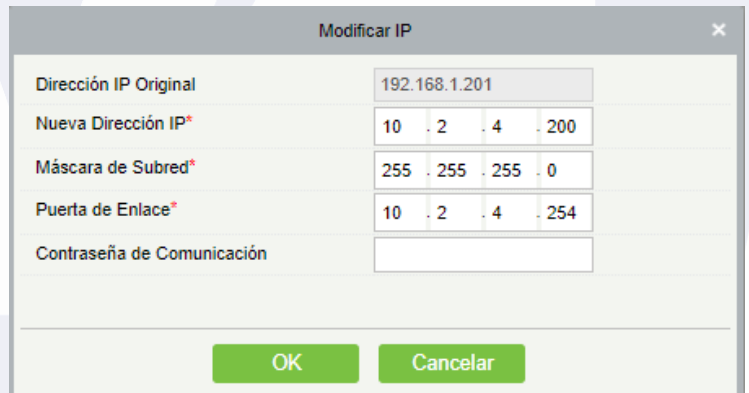 Modificar IP ×
Dirección IP Original 192.168.1.201
Nueva Dirección IP* 10 . 2 . 4 . 200
Máscara de Subred* 255 . 255 . 255 . 0
Puerta de Enlace* 10 . 2 . 4 . 254
Contraseña de Comunicación
OK Cancelar